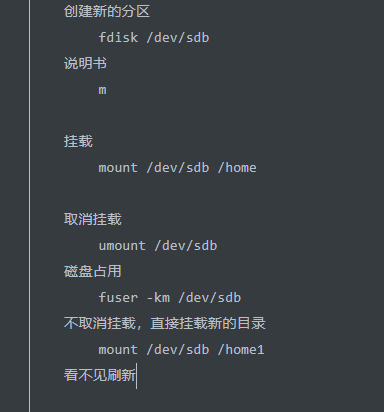 创建新的分区
fdisk /dev/sdb
说明书
m
挂载
mount /dev/sdb /home
取消挂载
umount /dev/sdb
磁盘占用
fuser -km /dev/sdb
不取消挂载，直接挂载新的目录
mount /dev/sdb /home1
看不见刷新